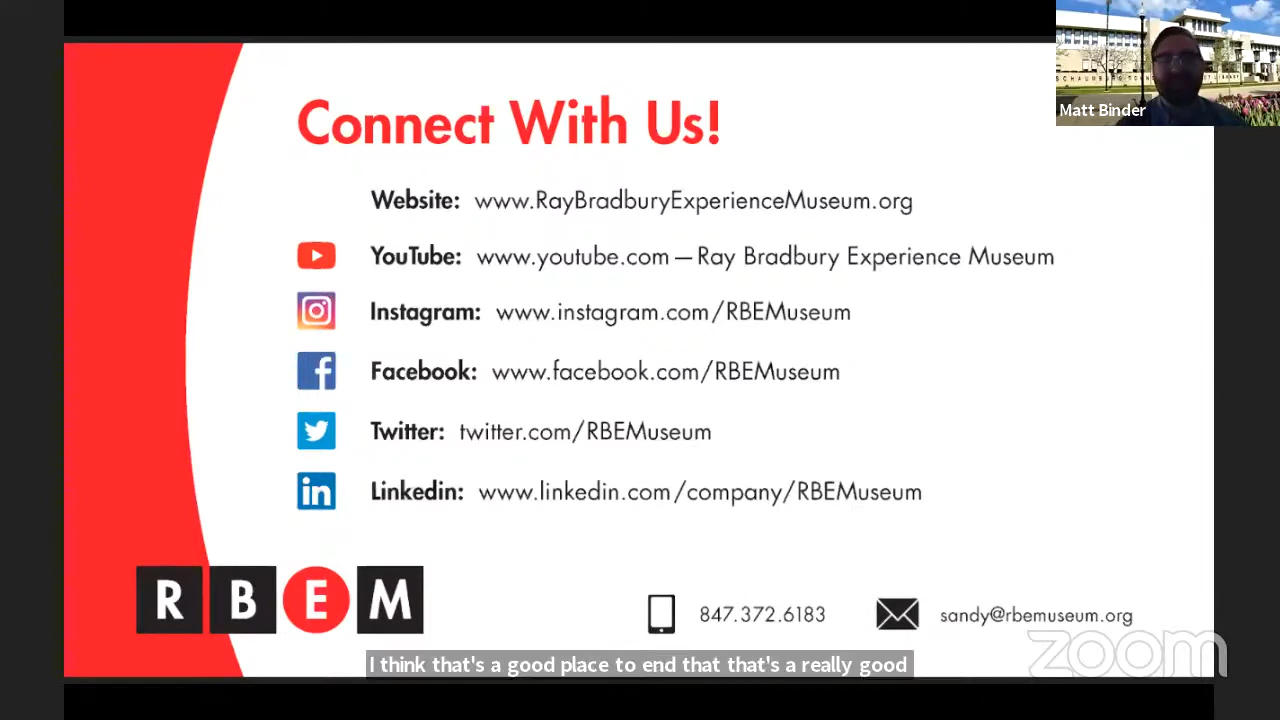 Connect With Us!
Website: www.RayBradburyExperienceMuseum.org
YouTube: www.youtube.com — Ray Bradbury Experience Museum
Instagram: www.instagram.com/RBEMuseum
Facebook: www.facebook.com/RBEMuseum
Twitter: twitter.com/RBEMuseum
Linkedin: www.linkedin.com/company/RBEMuseum
R B E M
847.372.6183
sandy@rbemuseum.org
zoom
I think that's a good place to end that that's a really good
Matt Binder